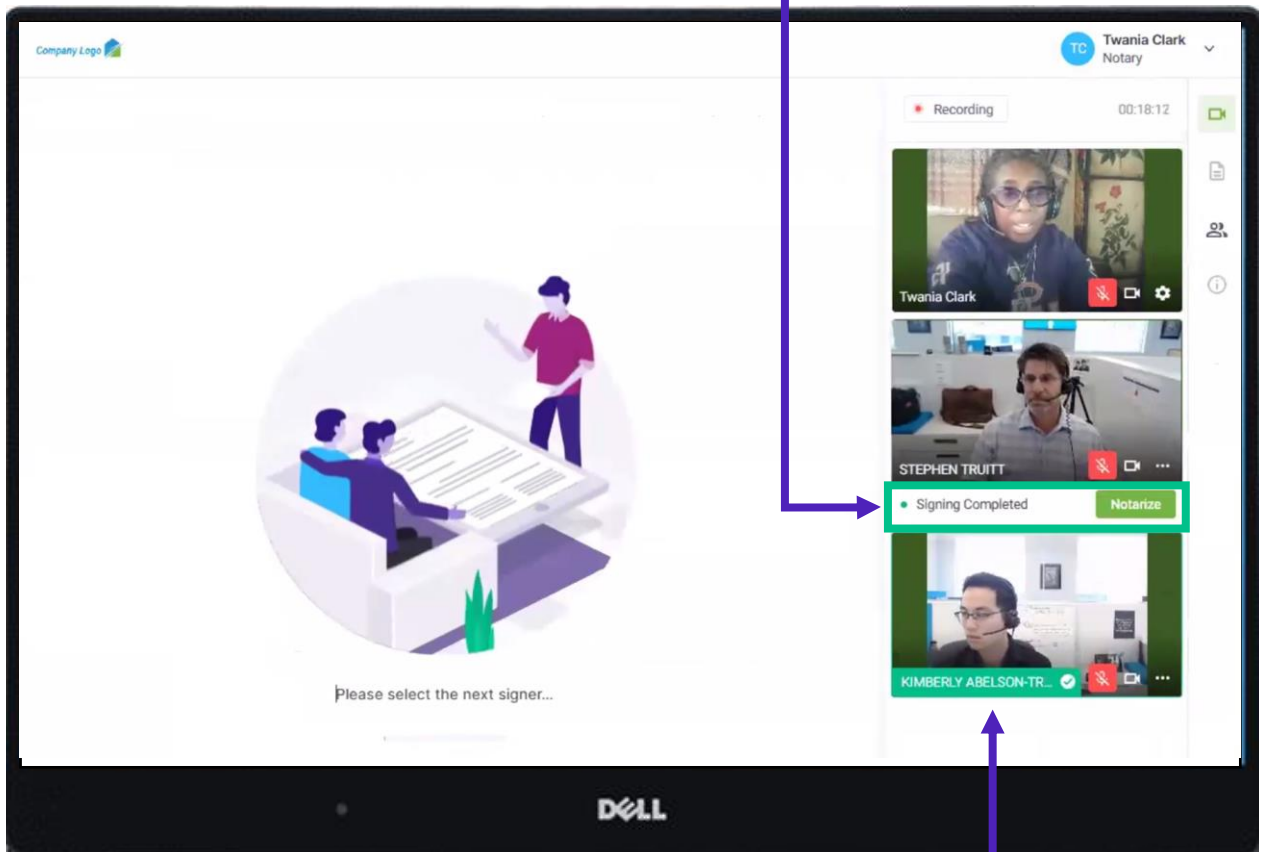 Company Logo
TC
Twania Clark
Notary
Recording
00:18:12
Twania Clark
STEPHEN TRUITT
Signing Completed
Notarize
KIMBERLY ABELSON-TR...
Please select the next signer...
DELL